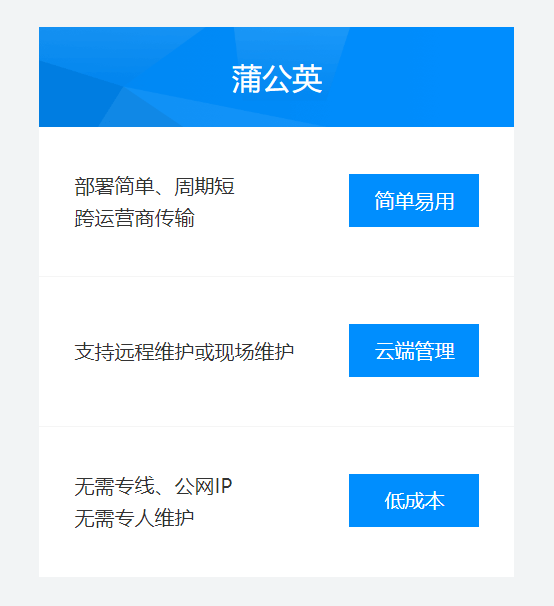 蒲公英
部署简单、周期短
跨运营商传输
简单易用
支持远程维护或现场维护
云端管理
无需专线、公网IP
无需专人维护
低成本